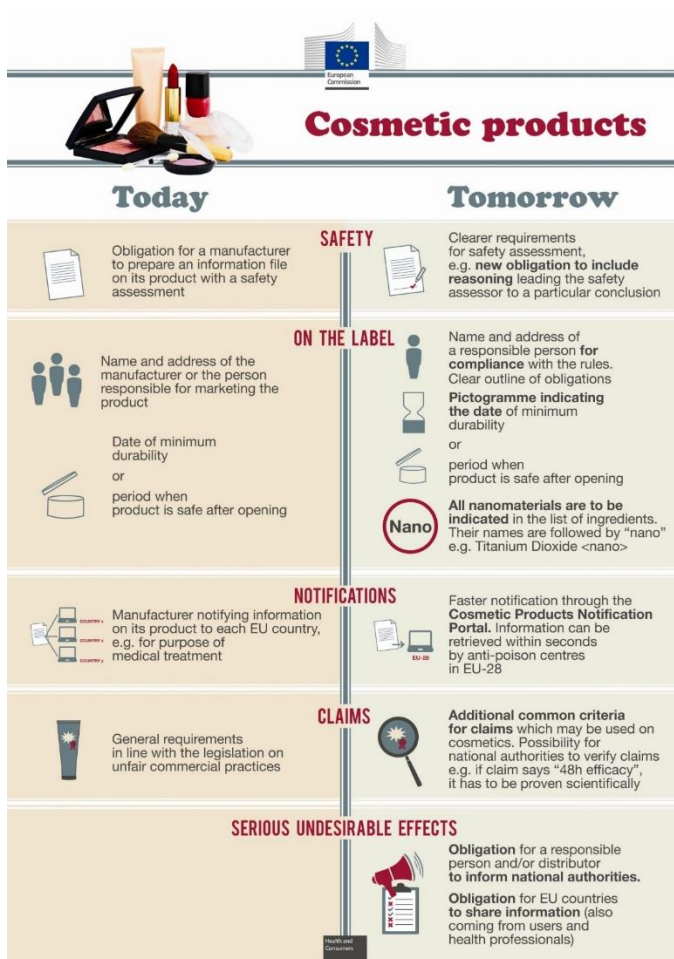 European
Commission
Cosmetic products
Today
Tomorrow
SAFETY
Obligation for a manufacturer
to prepare an information file
on its product with a safety
assessment
Clearer requirements
for safety assessment,
e.g. new obligation to include
reasoning leading the safety
assessor to a particular conclusion
ON THE LABEL
Name and address of the
manufacturer or the person
responsible for marketing the
product
Date of minimum
durability
or
period when
product is safe after opening
Name and address of
a responsible person for
compliance with the rules.
Clear outline of obligations
Pictogramme indicating
the date of minimum
durability
or
period when
product is safe after opening
Nano
All nanomaterials are to be
indicated in the list of ingredients.
Their names are followed by “nano”
e.g. Titanium Dioxide <nano>
NOTIFICATIONS
COUNTRY x
COUNTRY x
COUNTRY y
Manufacturer notifying information
on its product to each EU country,
e.g. for purpose of
medical treatment
EU-28
Faster notification through the
Cosmetic Products Notification
Portal. Information can be
retrieved within seconds
by anti-poison centres
in EU-28
CLAIMS
General requirements
in line with the legislation on
unfair commercial practices
Additional common criteria
for claims which may be used on
cosmetics. Possibility for
national authorities to verify claims
e.g. if claim says “48h efficacy”,
it has to be proven scientifically
SERIOUS UNDESIRABLE EFFECTS
Obligation for a responsible
person and/or distributor
to inform national authorities.
Obligation for EU countries
to share information (also
coming from users and
health professionals)
Health and
Consumers